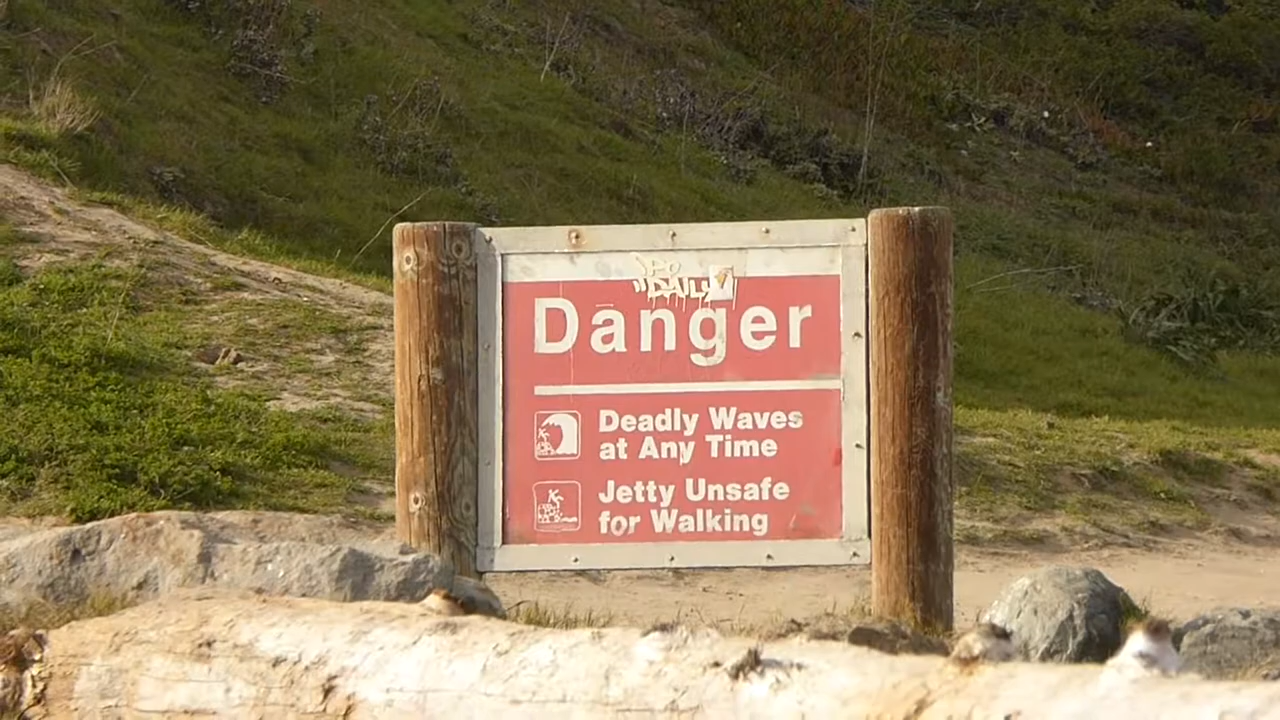 Danger
Deadly Waves
at Any Time
Jetty Unsafe
for Walking